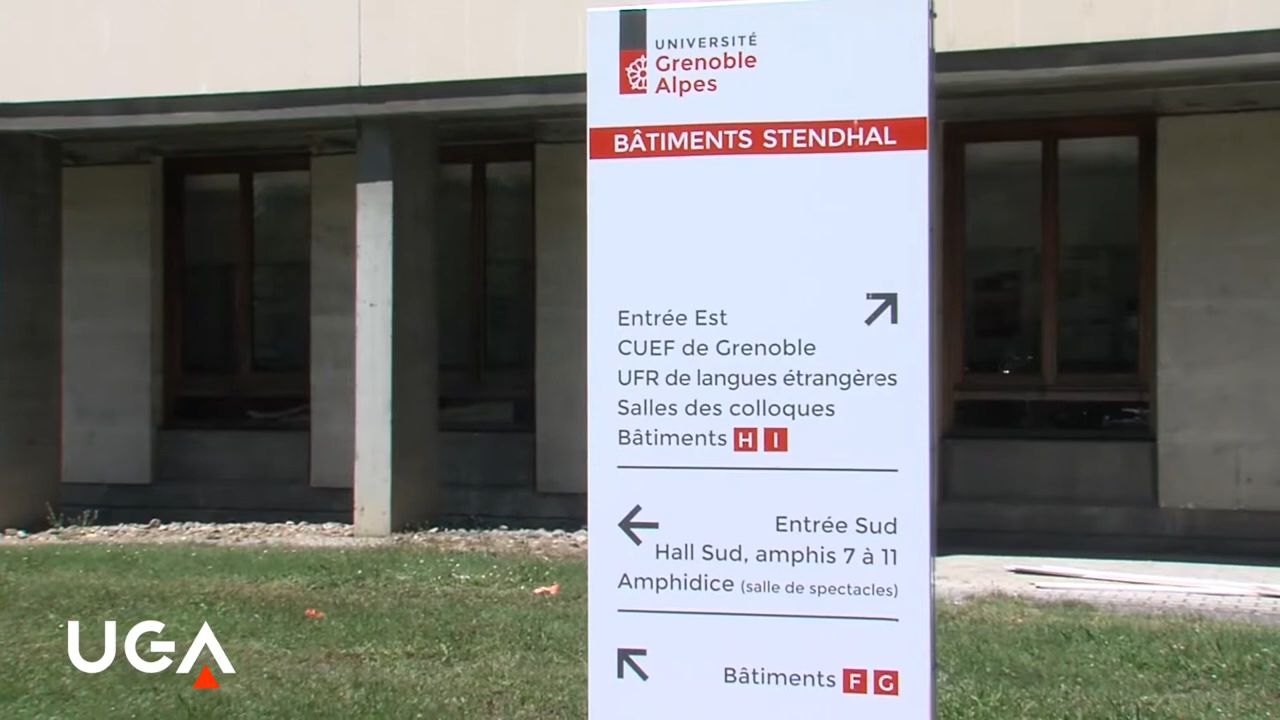 UNIVERSITÉ
Grenoble
Alpes
BÂTIMENTS STENDHAL
Entrée Est
CUEF de Grenoble
UFR de langues étrangères
Salles des colloques
Bâtiments H I
Entrée Sud
Hall Sud, amphis 7 à 11
Amphidice (salle de spectacles)
Bâtiments F G
UGA